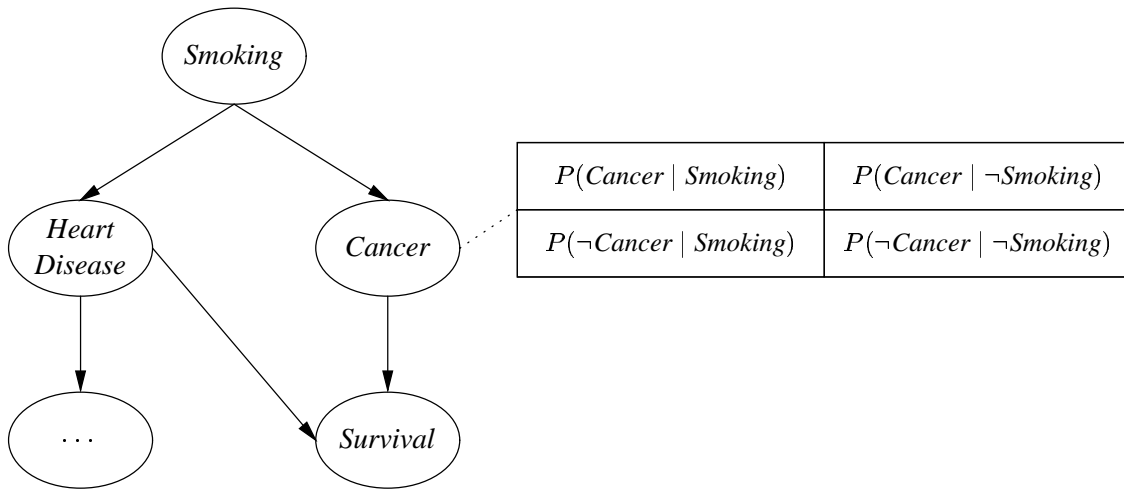 Smoking
P(Cancer | Smoking)
P(Cancer | ¬Smoking)
P(¬Cancer | Smoking)
P(¬Cancer | ¬Smoking)
Heart
Disease
Cancer
...
Survival